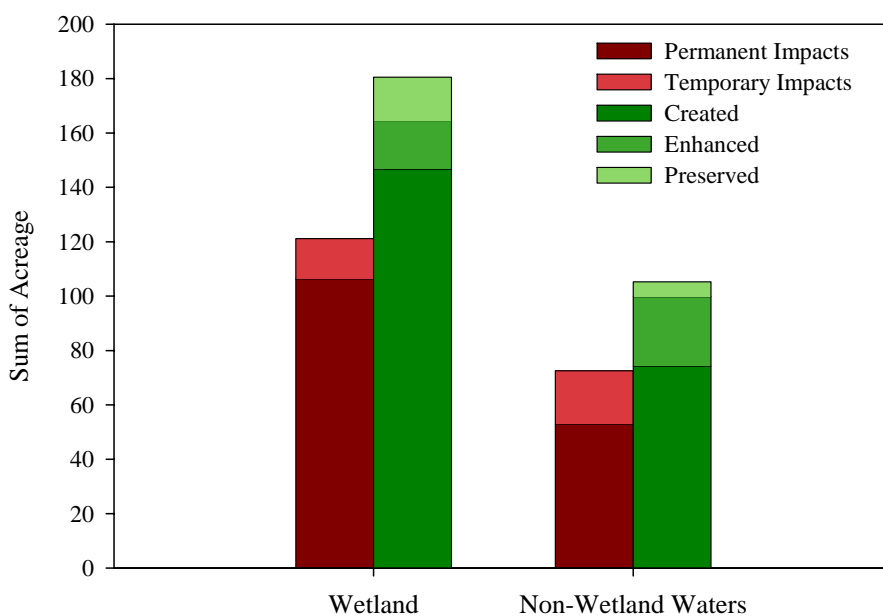 200
180
160
140
120
100
80
60
40
20
0
Sum of Acreage
Permanent Impacts
Temporary Impacts
Created
Enhanced
Preserved
Wetland
Non-Wetland Waters